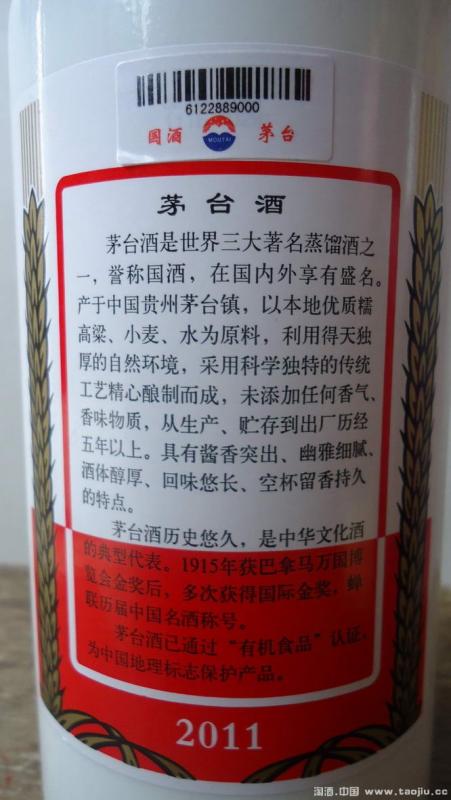 6122889000
国酒 MOUTAI 茅台
茅台酒
茅台酒是世界三大著名蒸馏酒之
一，誉称国酒，在国内外享有盛名。
产于中国贵州茅台镇，以本地优质糯
高粱、小麦、水为原料，利用得天独
厚的自然环境，采用科学独特的传统
工艺精心酿制而成，未添加任何香气、
香味物质，从生产、贮存到出厂历经
五年以上。具有酱香突出、幽雅细腻、
酒体醇厚、回味悠长、空杯留香持久
的特点。
茅台酒历史悠久，是中华文化酒
的典型代表。1915年获巴拿马万国博
览会金奖后，多次获得国际金奖，蝉
联历届中国名酒称号。
茅台酒已通过“有机食品”认证，
为中国地理标志保护产品。
2011
淘酒.中国 www.taojiu.cc